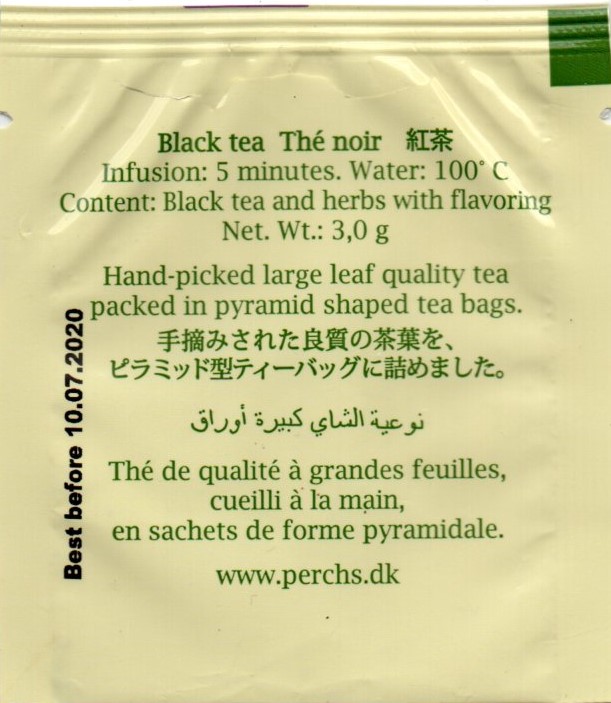 Black tea Thé noir 紅茶
Infusion: 5 minutes. Water: 100° C
Content: Black tea and herbs with flavoring
Net. Wt.: 3,0 g
Hand-picked large leaf quality tea
packed in pyramid shaped tea bags.
手摘みされた良質の茶葉を、
ピラミッド型ティーバッグに詰めました。
نوعية الشاي كبيرة أوراق
Thé de qualité à grandes feuilles,
cueilli à la main,
en sachets de forme pyramidale.
www.perchs.dk
Best before 10.07.2020